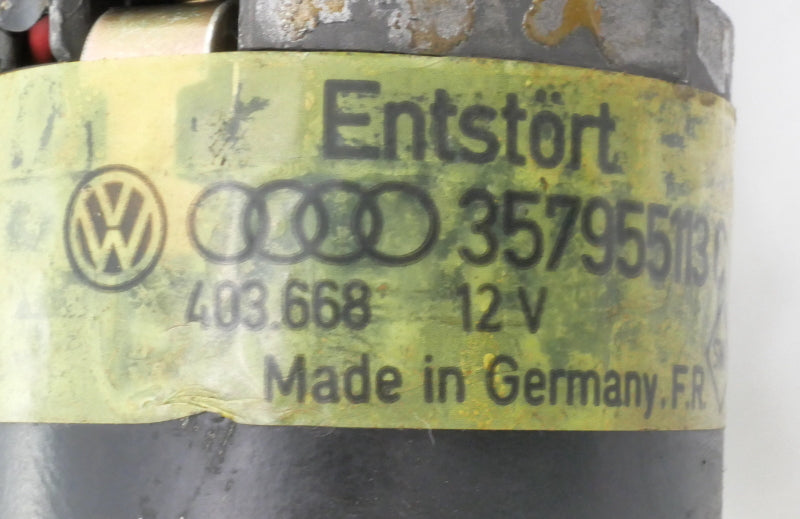 Entstört
357955113
403.668 12 V
Made in Germany, F.R.